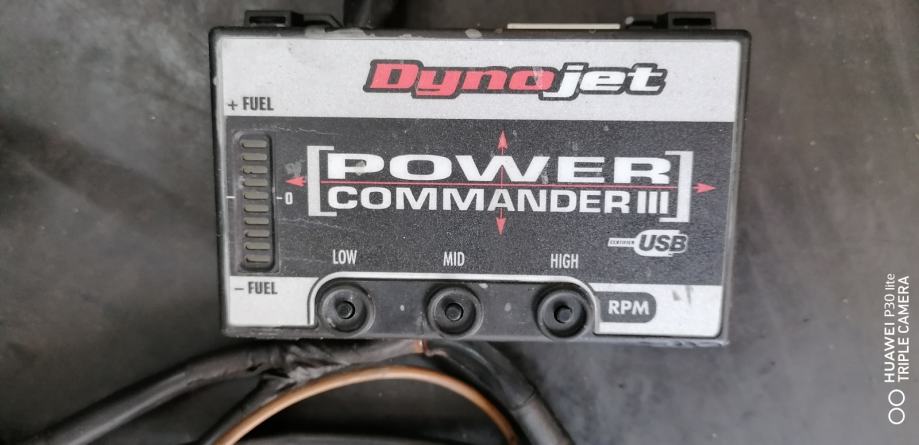 Dynojet
+ FUEL
[POWER
COMMANDER III]
- 0
CERTIFIED USB
LOW MID HIGH
– FUEL
RPM
HUAWEI P30 lite
TRIPLE CAMERA